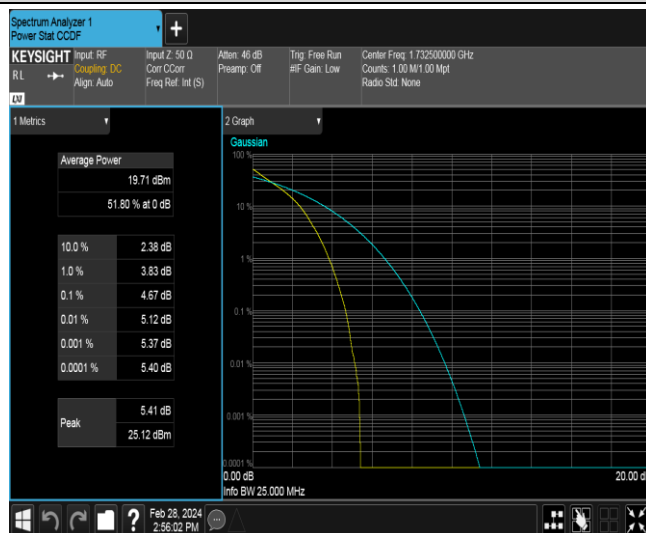 Spectrum Analyzer 1
Power Stat CCDF
+
KEYSIGHT
RL
LXI
Input: RF
Coupling: DC
Align: Auto
Input Z: 50 Ω
Corr CCorr
Freq Ref: Int (S)
Atten: 46 dB
Preamp: Off
Trig: Free Run
#IF Gain: Low
Center Freq: 1.732500000 GHz
Counts: 1.00 M/1.00 Mpt
Radio Std: None
1 Metrics
Average Power
19.71 dBm
51.80 % at 0 dB
10.0 % 2.38 dB
1.0 % 3.83 dB
0.1 % 4.67 dB
0.01 % 5.12 dB
0.001 % 5.37 dB
0.0001 % 5.40 dB
Peak
5.41 dB
25.12 dBm
2 Graph
Gaussian
100 %
10 %
1 %
0.1 %
0.01 %
0.001 %
0.0001 %
0.00 dB
20.00 d
Info BW 25.000 MHz
?
Feb 28, 2024
2:56:02 PM